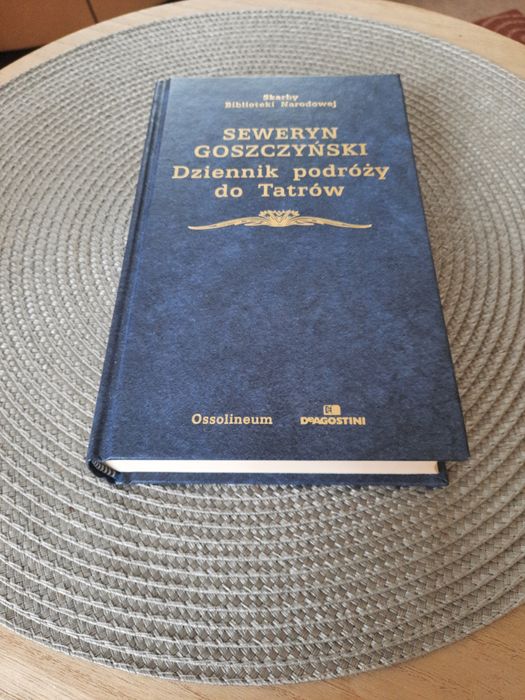 Skarby
Biblioteki Narodowej
SEWERYN
GOSZCZYŃSKI
Dziennik podróży
do Tatrów
Ossolineum
DeAGOSTINI